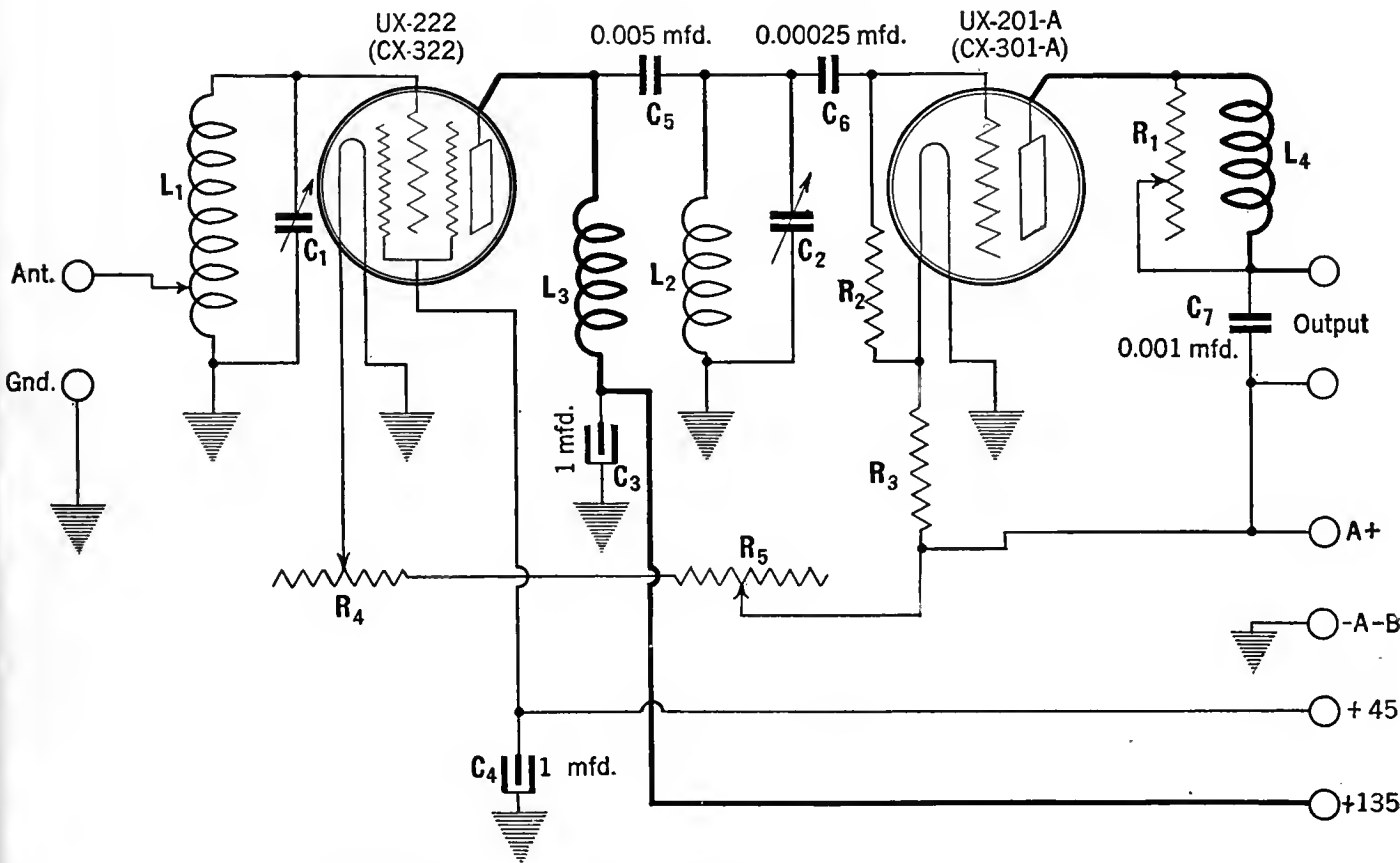 UX-222
(CX-322)
0.005 mfd.
0.00025 mfd.
UX-201-A
(CX-301-A)
C5
C6
R1
L4
L1
C1
Ant.
L3
L2
C2
R2
C7
Output
0.001 mfd.
Gnd.
1 mfd.
C3
R3
A+
R5
R4
-A-B
+45
C4 1 mfd.
+135